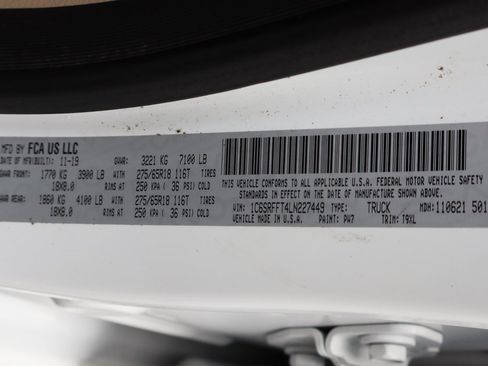 MFD BY FCA US LLC
DATE OF MFR(BUILT): 11-19 GVWR: 3221 KG 7100 LB
GAWR FRONT: 1770 KG 3900 LB 275/65R18 116T TIRES
18X8.0 RIMS AT 250 KPA ( 36 PSI) COLD
GAWR REAR: 1860 KG 4100 LB 275/65R18 116T TIRES
18X8.0 RIMS AT 250 KPA ( 36 PSI) COLD
THIS VEHICLE CONFORMS TO ALL APPLICABLE U.S.A. FEDERAL MOTOR VEHICLE SAFETY
STANDARDS IN EFFECT ON THE DATE OF MANUFACTURE SHOWN ABOVE.
VIN: 1C6SRFFT4LN227449 TYPE: TRUCK MDH: 110621 501
VEHICLE MADE IN U.S.A. PAINT: PW7 TRIM: T9XL